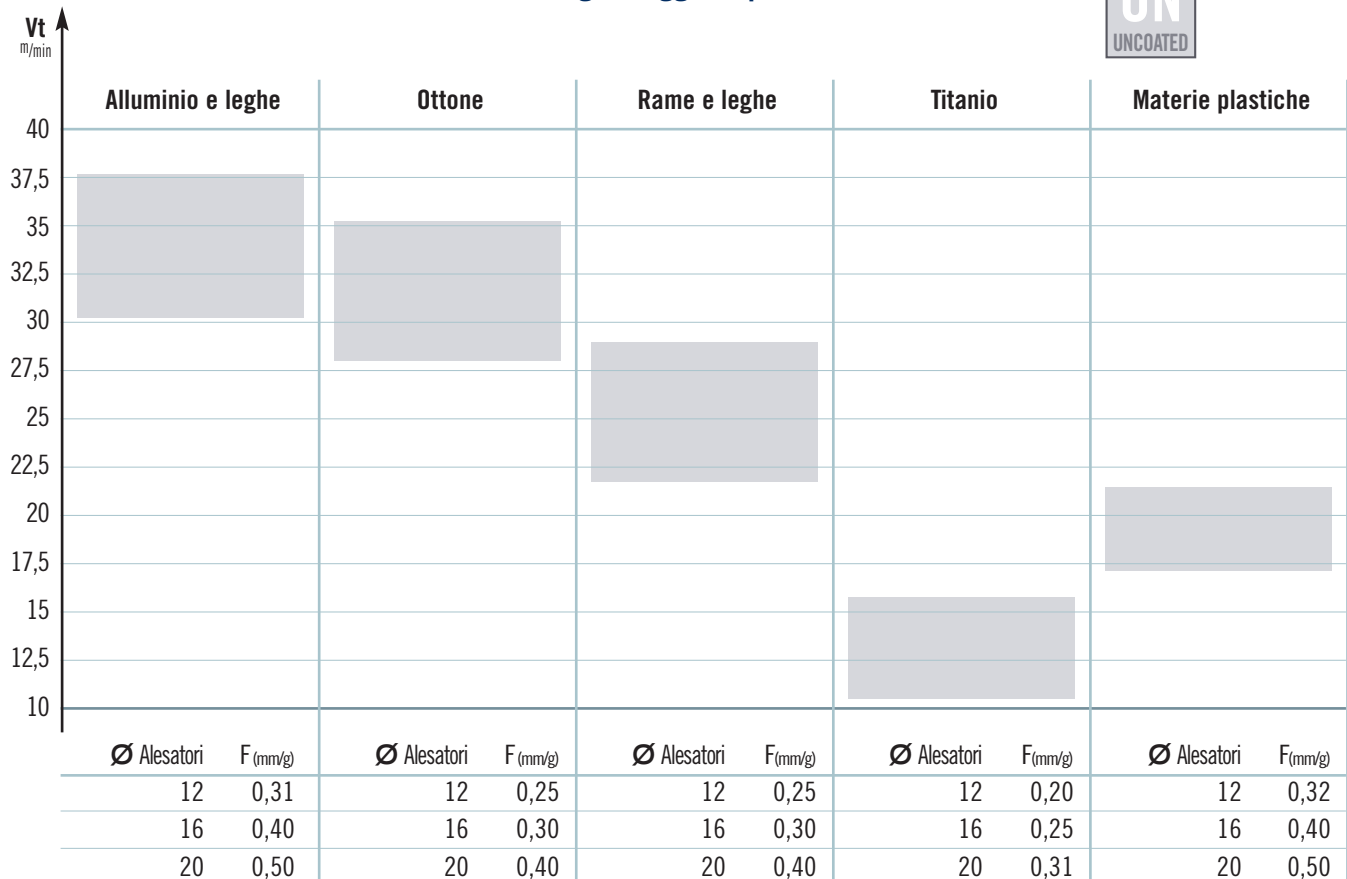 UN
UNCOATED
Vt
m/min
Alluminio e leghe Ottone Rame e leghe Titanio Materie plastiche
40
37,5
35
32,5
30
27,5
25
22,5
20
17,5
15
12,5
10
Ø Alesatori F (mm/g) Ø Alesatori F (mm/g) Ø Alesatori F(mm/g) Ø Alesatori F(mm/g) Ø Alesatori F(mm/g)
12 0,31 12 0,25 12 0,25 12 0,20 12 0,32
16 0,40 16 0,30 16 0,30 16 0,25 16 0,40
20 0,50 20 0,40 20 0,40 20 0,31 20 0,50